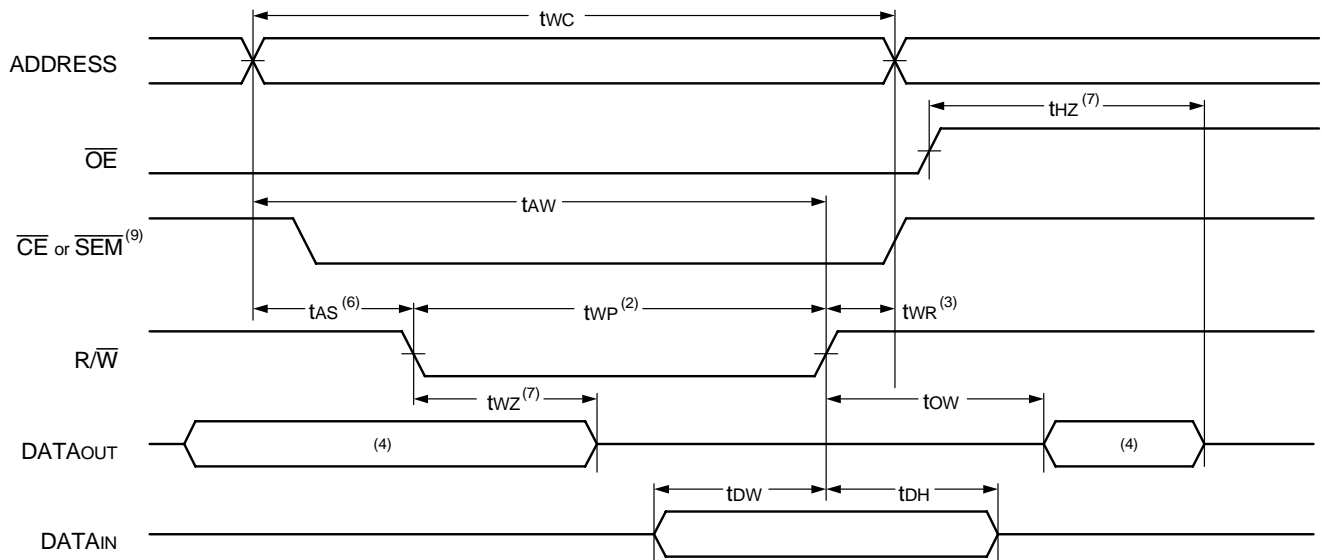 tWC
ADDRESS
tHZ (7)
OE
tAW
CE or SEM (9)
tAS (6)
tWP (2)
tWR (3)
R/W
tWZ (7)
tOW
DATAOUT
(4)
(4)
tDW
tDH
DATAIN